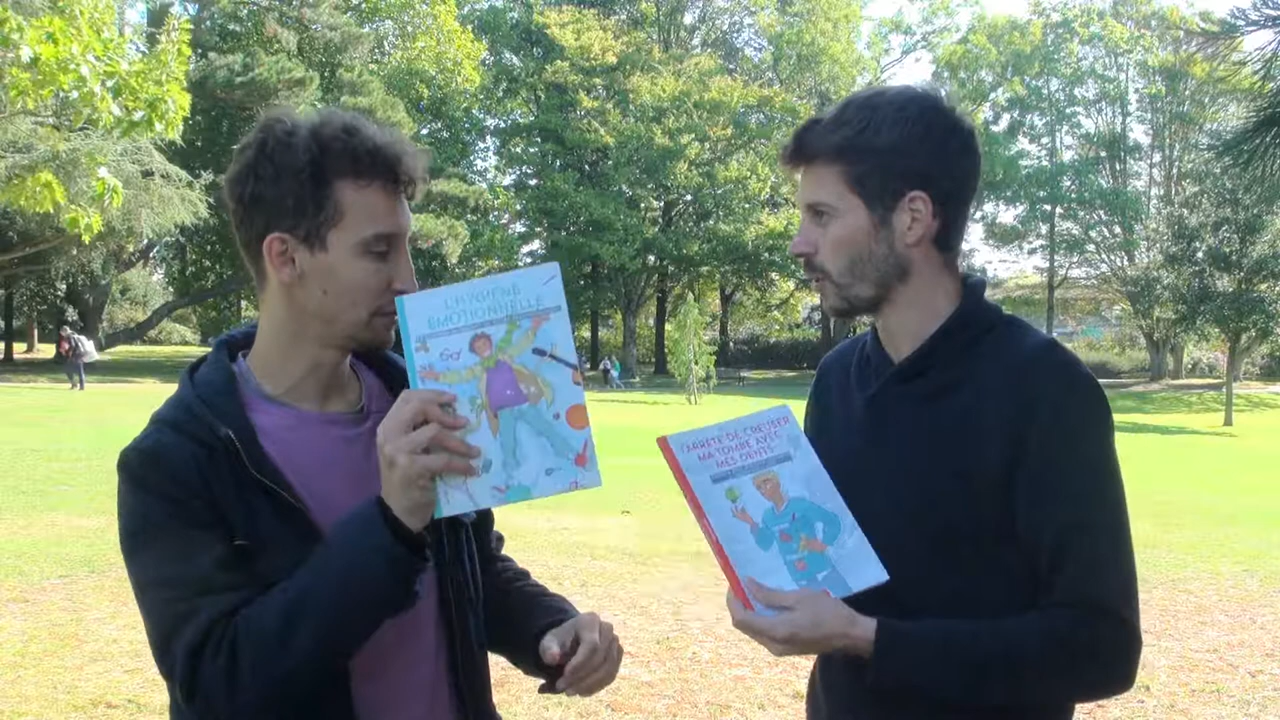 L'HYGIÈNE
ÉMOTIONNELLE
J'ARRÊTE DE CREUSER
MA TOMBE AVEC
MES DENTS